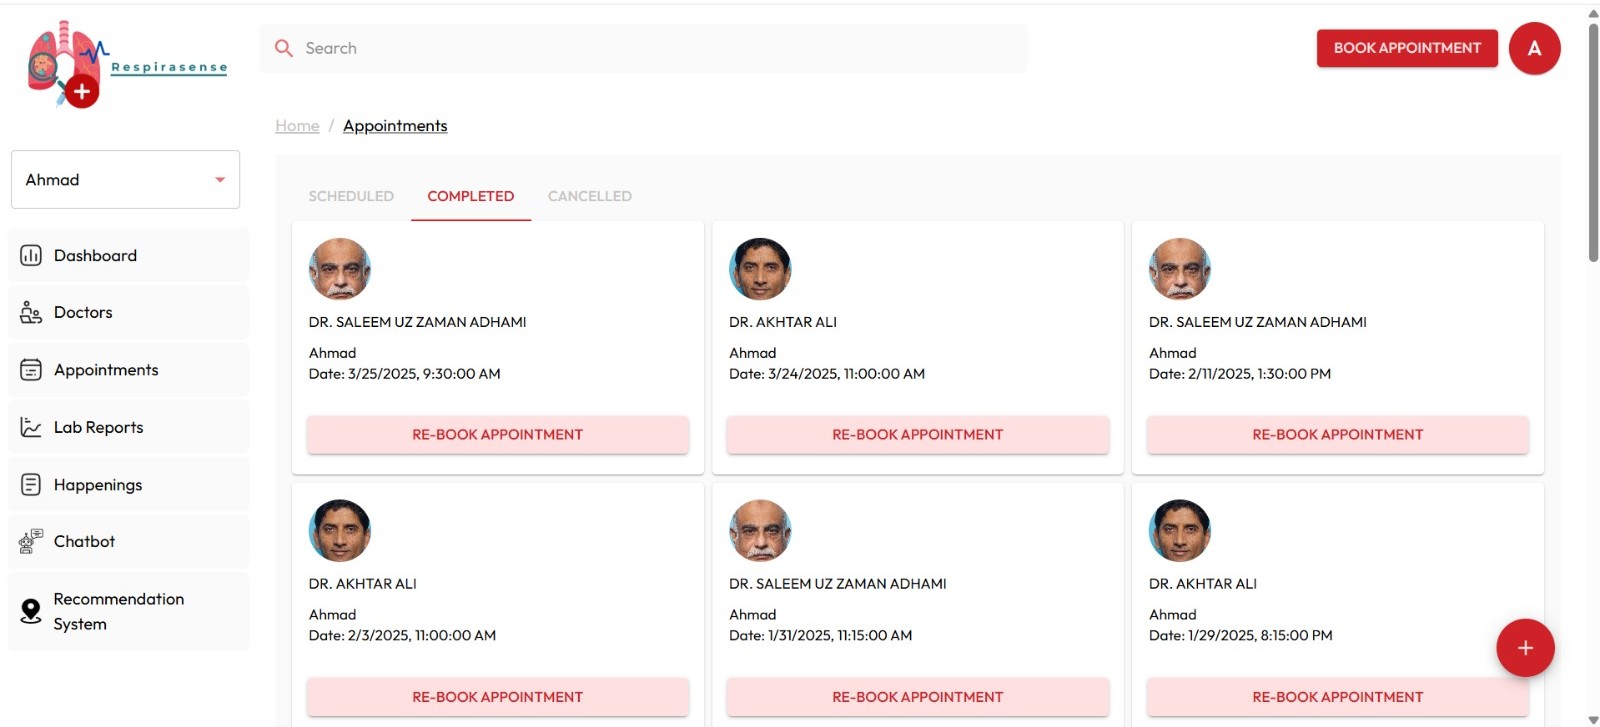 Respirasense
Search
BOOK APPOINTMENT
A
Home / Appointments
Ahmad
Dashboard
Doctors
Appointments
Lab Reports
Happenings
Chatbot
Recommendation
System
SCHEDULED COMPLETED CANCELLED
DR. SALEEM UZ ZAMAN ADHAMI
Ahmad
Date: 3/25/2025, 9:30:00 AM
RE-BOOK APPOINTMENT
DR. AKHTAR ALI
Ahmad
Date: 3/24/2025, 11:00:00 AM
RE-BOOK APPOINTMENT
DR. SALEEM UZ ZAMAN ADHAMI
Ahmad
Date: 2/11/2025, 1:30:00 PM
RE-BOOK APPOINTMENT
DR. AKHTAR ALI
Ahmad
Date: 2/3/2025, 11:00:00 AM
RE-BOOK APPOINTMENT
DR. SALEEM UZ ZAMAN ADHAMI
Ahmad
Date: 1/31/2025, 11:15:00 AM
RE-BOOK APPOINTMENT
DR. AKHTAR ALI
Ahmad
Date: 1/29/2025, 8:15:00 PM
RE-BOOK APPOINTMENT
+